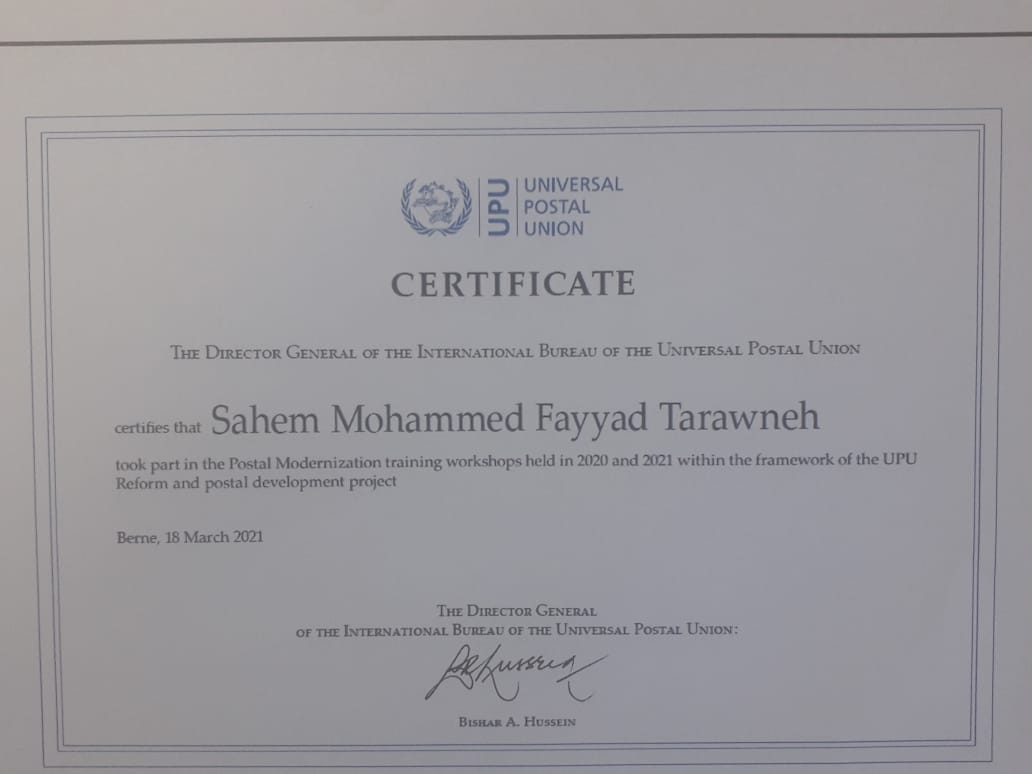 UPU
UNIVERSAL
POSTAL
UNION
CERTIFICATE
THE DIRECTOR GENERAL OF THE INTERNATIONAL BUREAU OF THE UNIVERSAL POSTAL UNION
certifies that Sahem Mohammed Fayyad Tarawneh
took part in the Postal Modernization training workshops held in 2020 and 2021 within the framework of the UPU
Reform and postal development project
Berne, 18 March 2021
THE DIRECTOR GENERAL
OF THE INTERNATIONAL BUREAU OF THE UNIVERSAL POSTAL UNION:
BISHAR A. HUSSEIN